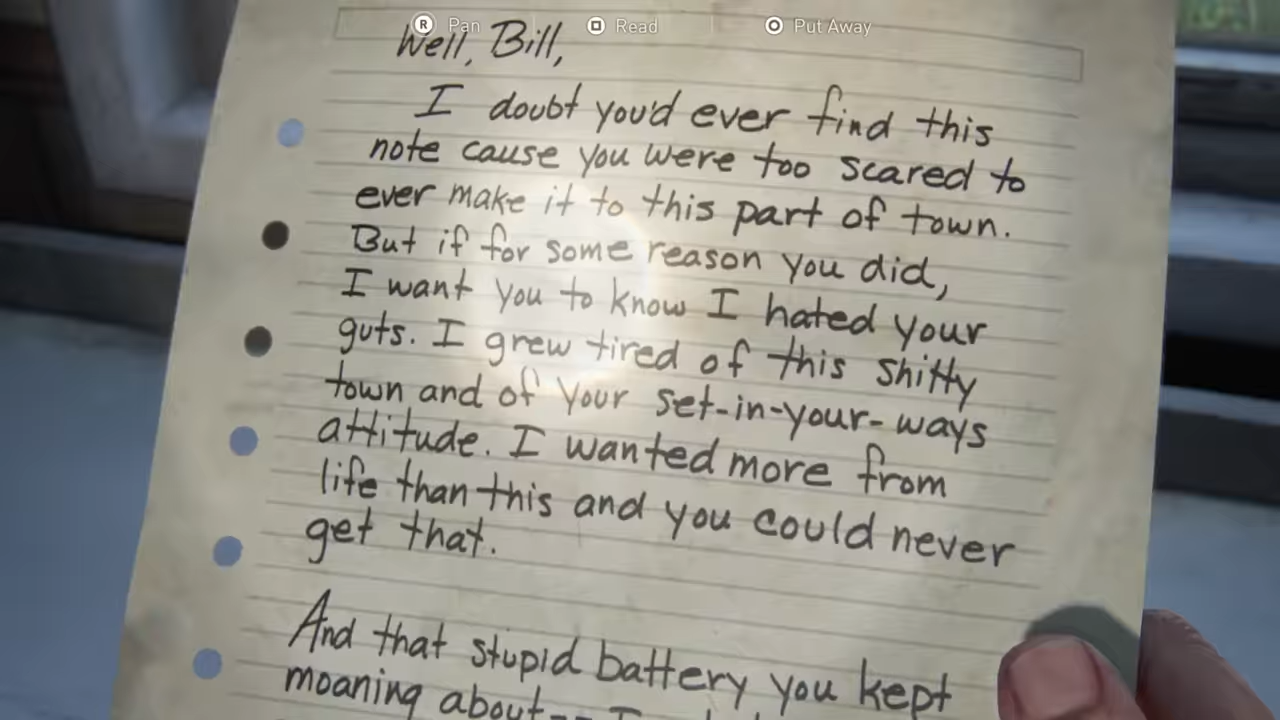 R Pan Read Put Away
Well, Bill,
I doubt you'd ever find this
note cause you were too scared to
ever make it to this part of town.
But if for some reason you did,
I want you to know I hated your
guts. I grew tired of this shitty
town and of your set-in-your-ways
attitude. I wanted more from
life than this and you could never
get that.
And that stupid battery you kept
moaning about-- I